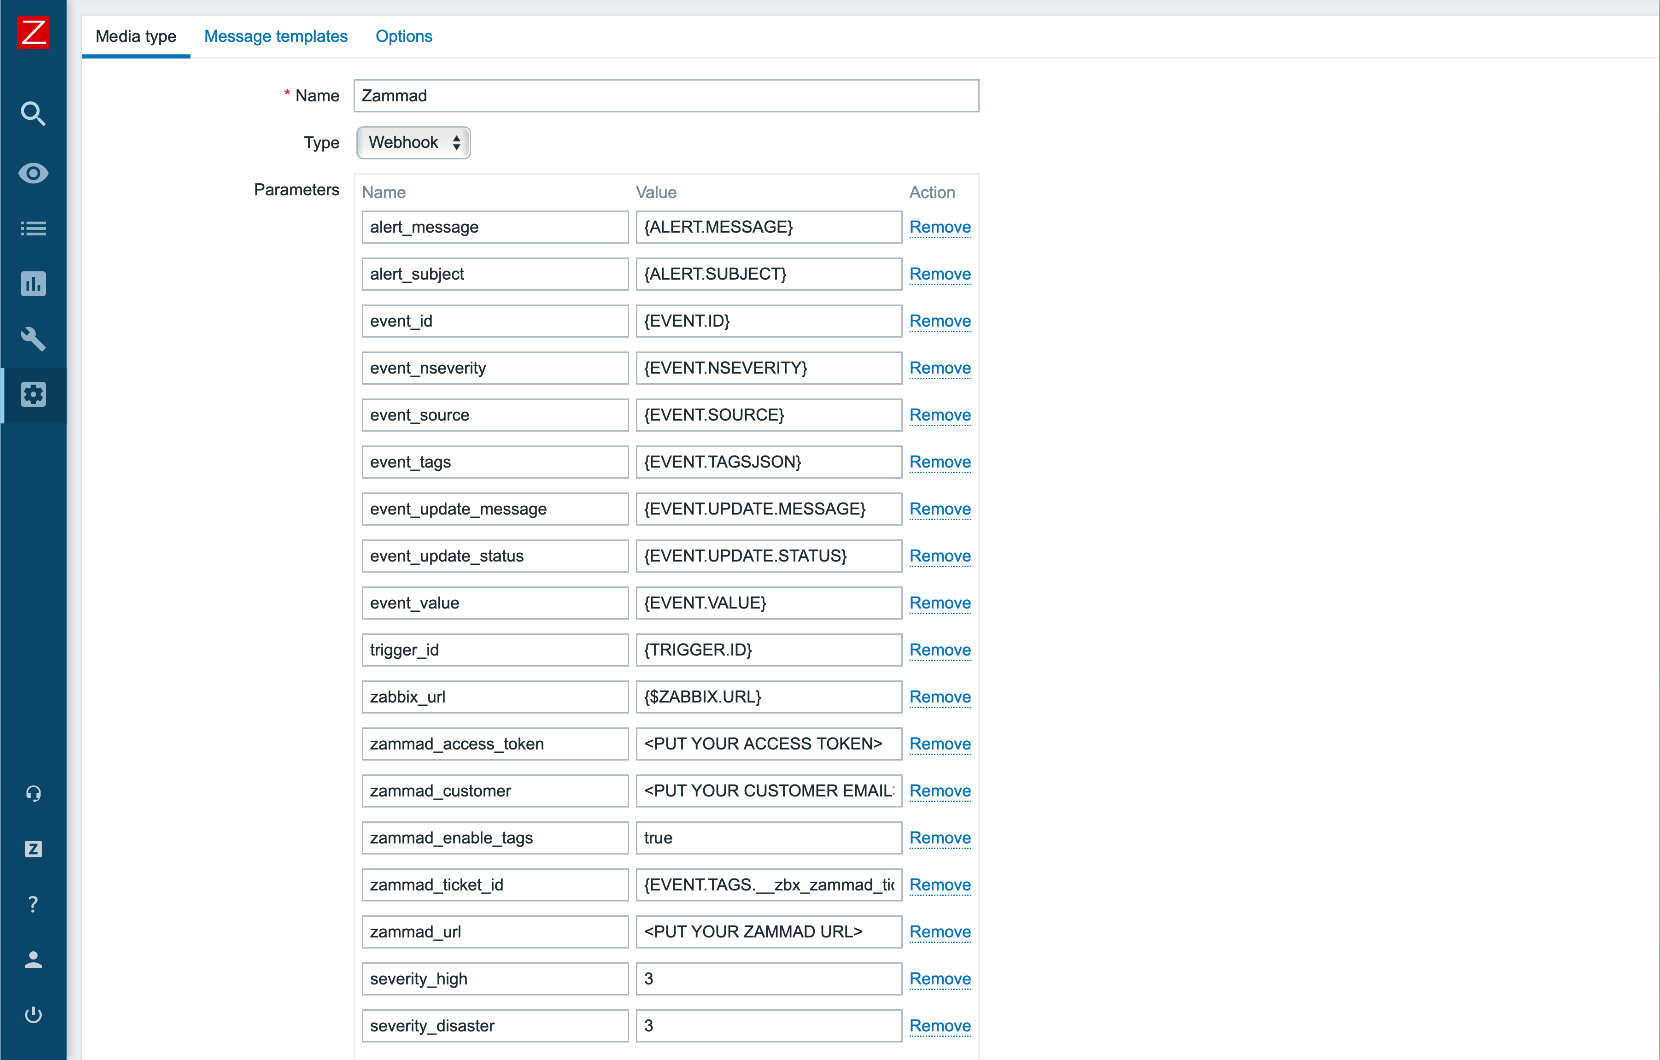 Z
Media type Message templates Options
* Name Zammad
Type Webhook
Parameters Name Value Action
alert_message {ALERT.MESSAGE} Remove
alert_subject {ALERT.SUBJECT} Remove
event_id {EVENT.ID} Remove
event_nseverity {EVENT.NSEVERITY} Remove
event_source {EVENT.SOURCE} Remove
event_tags {EVENT.TAGSJSON} Remove
event_update_message {EVENT.UPDATE.MESSAGE} Remove
event_update_status {EVENT.UPDATE.STATUS} Remove
event_value {EVENT.VALUE} Remove
trigger_id {TRIGGER.ID} Remove
zabbix_url {$ZABBIX.URL} Remove
zammad_access_token <PUT YOUR ACCESS TOKEN> Remove
zammad_customer <PUT YOUR CUSTOMER EMAIL Remove
zammad_enable_tags true Remove
Z
zammad_ticket_id {EVENT.TAGS.__zbx_zammad_tic Remove
?
zammad_url <PUT YOUR ZAMMAD URL> Remove
severity_high 3 Remove
severity_disaster 3 Remove